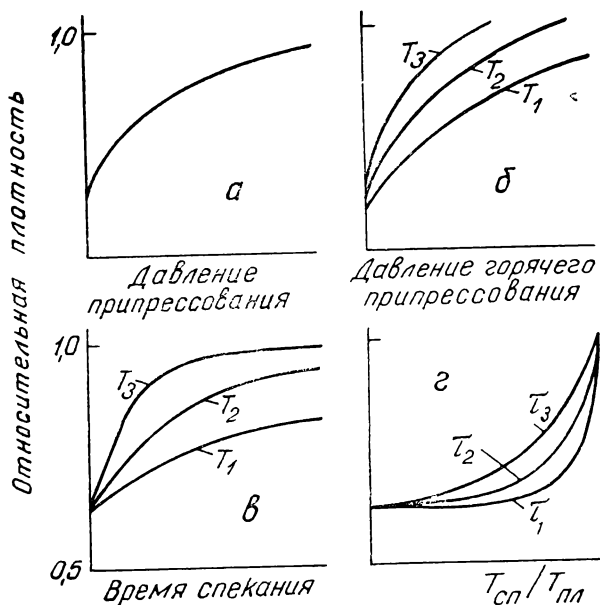 Относительная плотность
1,0
а
Давление
припрессования
T3
T2
T1
б
Давление горячего
припрессования
1,0
0,5
T3
T2
T1
в
Время спекания
г
τ3
τ2
τ1
Tсп/Tпл